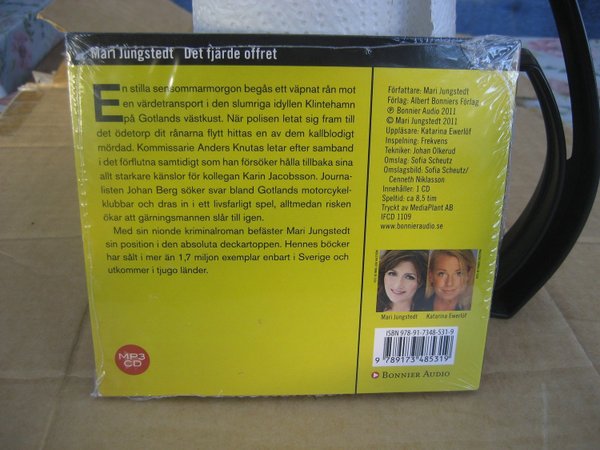 Mari Jungstedt Det fjärde offret
En stilla sensommarmorgon begås ett väpnat rån mot
en värdetransport i den slumriga idyllen Klintehamn
på Gotlands västkust. När polisen letat sig fram till
det ödetorp dit rånarna flytt hittas en av dem kallblodigt
mördad. Kommissarie Anders Knutas letar efter samband
i det förflutna samtidigt som han försöker hålla tillbaka sina
allt starkare känslor för kollegan Karin Jacobsson. Journa-
listen Johan Berg söker svar bland Gotlands motorcykel-
klubbar och dras in i ett livsfarligt spel, alltmedan risken
ökar att gärningsmannen slår till igen.
Med sin nionde kriminalroman befäster Mari Jungstedt
sin position i den absoluta deckartoppen. Hennes böcker
har sålt i mer än 1,7 miljon exemplar enbart i Sverige och
utkommer i tjugo länder.
MP3
CD
Författare: Mari Jungstedt
Förlag: Albert Bonniers Förlag
℗ Bonnier Audio 2011
© Mari Jungstedt 2011
Uppläsare: Katarina Ewerlöf
Inspelning: Frekvens
Tekniker: Johan Olkerud
Omslag: Sofia Scheutz
Omslagsbild: Sofia Scheutz/
Cenneth Niklasson
Innehåller: 1 CD
Speltid: ca 8,5 tim
Tryckt av MediaPlant AB
IFCD 1109
www.bonnieraudio.se
Mari Jungstedt Katarina Ewerlöf
ISBN 978-91-7348-531-9
9 789173 485319
BONNIER AUDIO